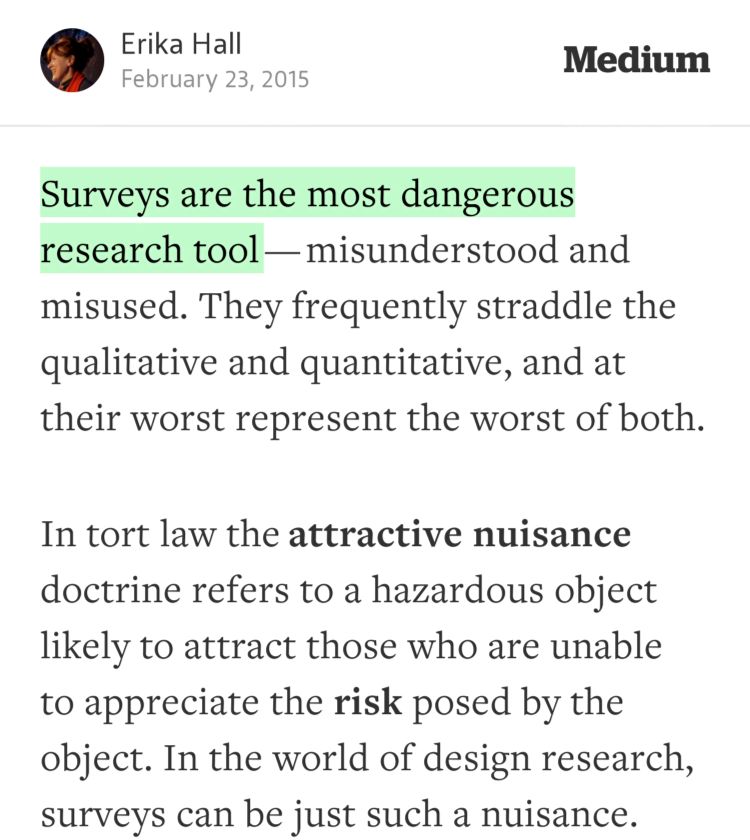 Erika Hall
February 23, 2015
Medium
Surveys are the most dangerous
research tool — misunderstood and
misused. They frequently straddle the
qualitative and quantitative, and at
their worst represent the worst of both.
In tort law the attractive nuisance
doctrine refers to a hazardous object
likely to attract those who are unable
to appreciate the risk posed by the
object. In the world of design research,
surveys can be just such a nuisance.